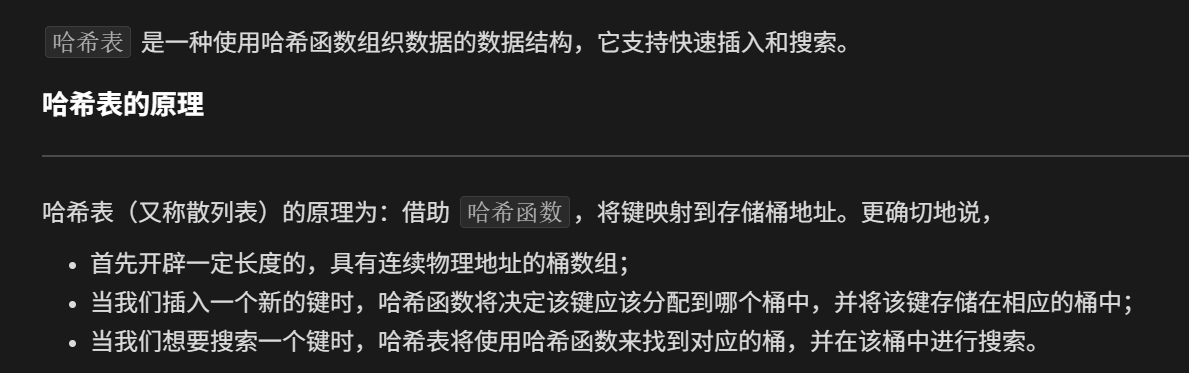 哈希表 是一种使用哈希函数组织数据的数据结构，它支持快速插入和搜索。
哈希表的原理
哈希表（又称散列表）的原理为：借助 哈希函数，将键映射到存储桶地址。更确切地说，
• 首先开辟一定长度的，具有连续物理地址的桶数组；
• 当我们插入一个新的键时，哈希函数将决定该键应该分配到哪个桶中，并将该键存储在相应的桶中；
• 当我们想要搜索一个键时，哈希表将使用哈希函数来找到对应的桶，并在该桶中进行搜索。